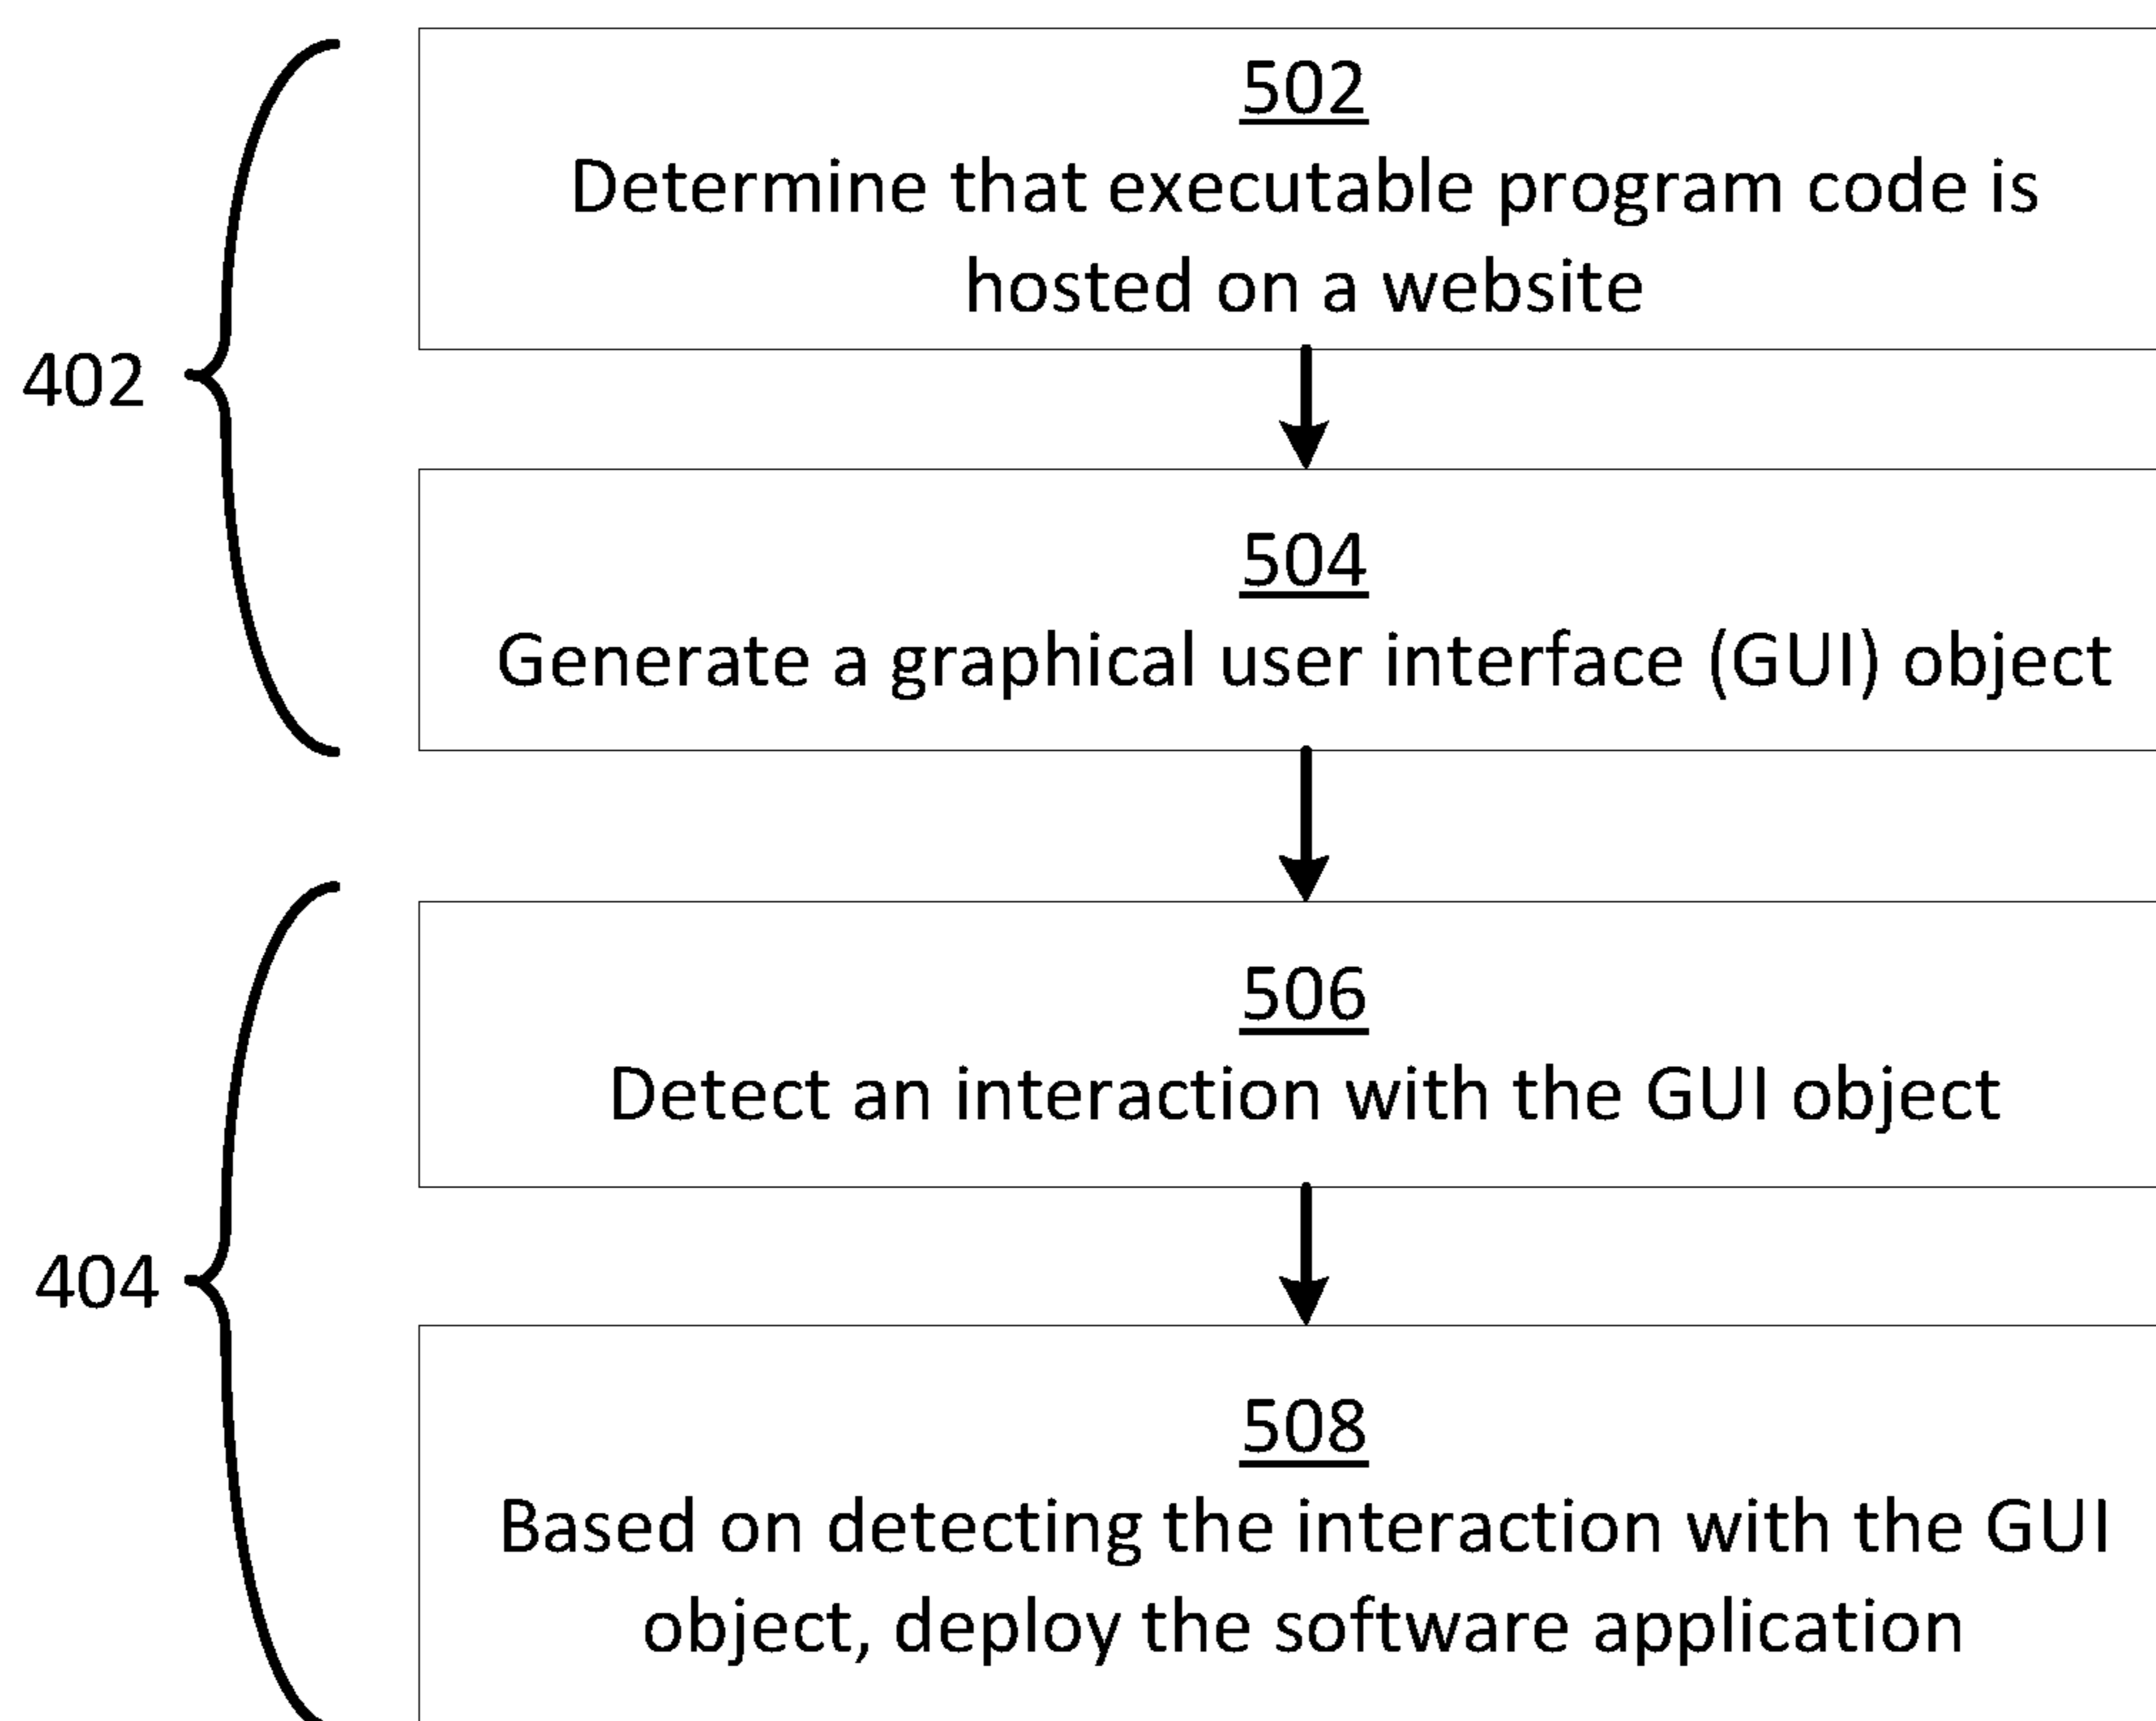 502
Determine that executable program code is
hosted on a website
402
504
Generate a graphical user interface (GUI) object
506
Detect an interaction with the GUI object
404
508
Based on detecting the interaction with the GUI
object, deploy the software application